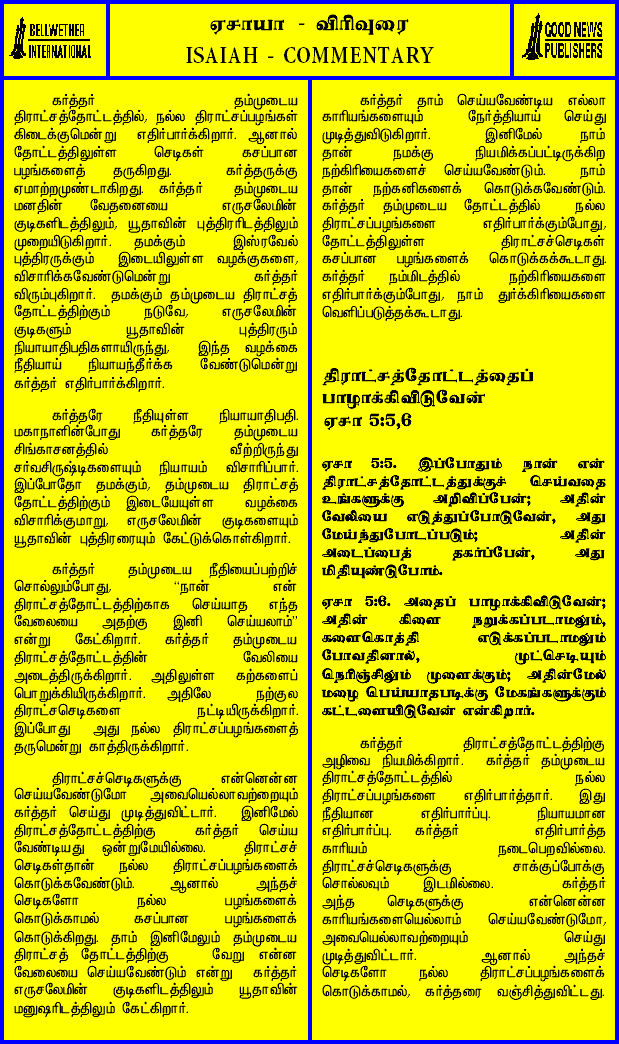 BELLWETHER
INTERNATIONAL
ஏசாயா - விரிவுரை
ISAIAH - COMMENTARY
GOOD NEWS
PUBLISHERS
கர்த்தர் தம்முடைய
திராட்சத்தோட்டத்தில், நல்ல திராட்சப்பழங்கள்
கிடைக்குமென்று எதிர்பார்க்கிறார். ஆனால்
தோட்டத்திலுள்ள செடிகள் கசப்பான
பழங்களைத் தருகிறது. கர்த்தருக்கு
ஏமாற்றமுண்டாகிறது. கர்த்தர் தம்முடைய
மனதின் வேதனையை எருசலேமின்
குடிகளிடத்திலும், யூதாவின் புத்திரரிடத்திலும்
முறையிடுகிறார். தமக்கும் இஸ்ரவேல்
புத்திரருக்கும் இடையிலுள்ள வழக்குகளை,
விசாரிக்கவேண்டுமென்று கர்த்தர்
விரும்புகிறார். தமக்கும் தம்முடைய திராட்சத்
தோட்டத்திற்கும் நடுவே, எருசலேமின்
குடிகளும் யூதாவின் புத்திரரும்
நியாயாதிபதிகளாயிருந்து, இந்த வழக்கை
நீதியாய் நியாயந்தீர்க்க வேண்டுமென்று
கர்த்தர் எதிர்பார்க்கிறார்.
கர்த்தரே நீதியுள்ள நியாயாதிபதி.
மகாநாளின்போது கர்த்தரே தம்முடைய
சிங்காசனத்தில் வீற்றிருந்து
சர்வசிருஷ்டிகளையும் நியாயம் விசாரிப்பார்.
இப்போதோ தமக்கும், தம்முடைய திராட்சத்
தோட்டத்திற்கும் இடையேயுள்ள வழக்கை
விசாரிக்குமாறு, எருசலேமின் குடிகளையும்
யூதாவின் புத்திரரையும் கேட்டுக்கொள்கிறார்.
கர்த்தர் தம்முடைய நீதியைப்பற்றிச்
சொல்லும்போது, “நான் என்
திராட்சத்தோட்டத்திற்காக செய்யாத எந்த
வேலையை அதற்கு இனி செய்யலாம்”
என்று கேட்கிறார். கர்த்தர் தம்முடைய
திராட்சத்தோட்டத்தின் வேலியை
அடைத்திருக்கிறார். அதிலுள்ள கற்களைப்
பொறுக்கியிருக்கிறார். அதிலே நற்குல
திராட்சசெடிகளை நட்டியிருக்கிறார்.
இப்போது அது நல்ல திராட்சப்பழங்களைத்
தருமென்று காத்திருக்கிறார்.
திராட்சச்செடிகளுக்கு என்னென்ன
செய்யவேண்டுமோ அவையெல்லாவற்றையும்
கர்த்தர் செய்து முடித்துவிட்டார். இனிமேல்
திராட்சத்தோட்டத்திற்கு கர்த்தர் செய்ய
வேண்டியது ஒன்றுமேயில்லை. திராட்சச்
செடிகள்தான் நல்ல திராட்சப்பழங்களைக்
கொடுக்கவேண்டும். ஆனால் அந்தச்
செடிகளோ நல்ல பழங்களைக்
கொடுக்காமல் கசப்பான பழங்களைக்
கொடுக்கிறது. தாம் இனிமேலும் தம்முடைய
திராட்சத் தோட்டத்திற்கு வேறு என்ன
வேலையை செய்யவேண்டும் என்று கர்த்தர்
எருசலேமின் குடிகளிடத்திலும் யூதாவின்
மனுஷரிடத்திலும் கேட்கிறார்.
கர்த்தர் தாம் செய்யவேண்டிய எல்லா
காரியங்களையும் நேர்த்தியாய் செய்து
முடித்துவிடுகிறார். இனிமேல் நாம்
தான் நமக்கு நியமிக்கப்பட்டிருக்கிற
நற்கிரியைகளைச் செய்யவேண்டும். நாம்
தான் நற்கனிகளைக் கொடுக்கவேண்டும்.
கர்த்தர் தம்முடைய தோட்டத்தில் நல்ல
திராட்சப்பழங்களை எதிர்பார்க்கும்போது,
தோட்டத்திலுள்ள திராட்சச்செடிகள்
கசப்பான பழங்களைக் கொடுக்கக்கூடாது.
கர்த்தர் நம்மிடத்தில் நற்கிரியைகளை
எதிர்பார்க்கும்போது, நாம் துர்க்கிரியைகளை
வெளிப்படுத்தக்கூடாது.
திராட்சத்தோட்டத்தைப்
பாழாக்கிவிடுவேன்
ஏசா 5:5,6
ஏசா 5:5. இப்போதும் நான் என்
திராட்சத்தோட்டத்துக்குச் செய்வதை
உங்களுக்கு அறிவிப்பேன்; அதின்
வேலியை எடுத்துப்போடுவேன், அது
மேய்ந்துபோடப்படும்; அதின்
அடைப்பைத் தகர்ப்பேன், அது
மிதியுண்டுபோம்.
ஏசா 5:6. அதைப் பாழாக்கிவிடுவேன்;
அதின் கிளை நறுக்கப்படாமலும்,
களைகொத்தி எடுக்கப்படாமலும்
போவதினால், முட்செடியும்
நெரிஞ்சிலும் முளைக்கும்; அதின்மேல்
மழை பெய்யாதபடிக்கு மேகங்களுக்கும்
கட்டளையிடுவேன் என்கிறார்.
கர்த்தர் திராட்சத்தோட்டத்திற்கு
அழிவை நியமிக்கிறார். கர்த்தர் தம்முடைய
திராட்சத்தோட்டத்தில் நல்ல
திராட்சப்பழங்களை எதிர்பார்த்தார். இது
நீதியான எதிர்பார்ப்பு. நியாயமான
எதிர்பார்ப்பு. கர்த்தர் எதிர்பார்த்த
காரியம் நடைபெறவில்லை.
திராட்சச்செடிகளுக்கு சாக்குப்போக்கு
சொல்லவும் இடமில்லை. கர்த்தர்
அந்த செடிகளுக்கு என்னென்ன
காரியங்களையெல்லாம் செய்யவேண்டுமோ,
அவையெல்லாவற்றையும் செய்து
முடித்துவிட்டார். ஆனால் அந்தச்
செடிகளோ நல்ல திராட்சப்பழங்களைக்
கொடுக்காமல், கர்த்தரை வஞ்சித்துவிட்டது.